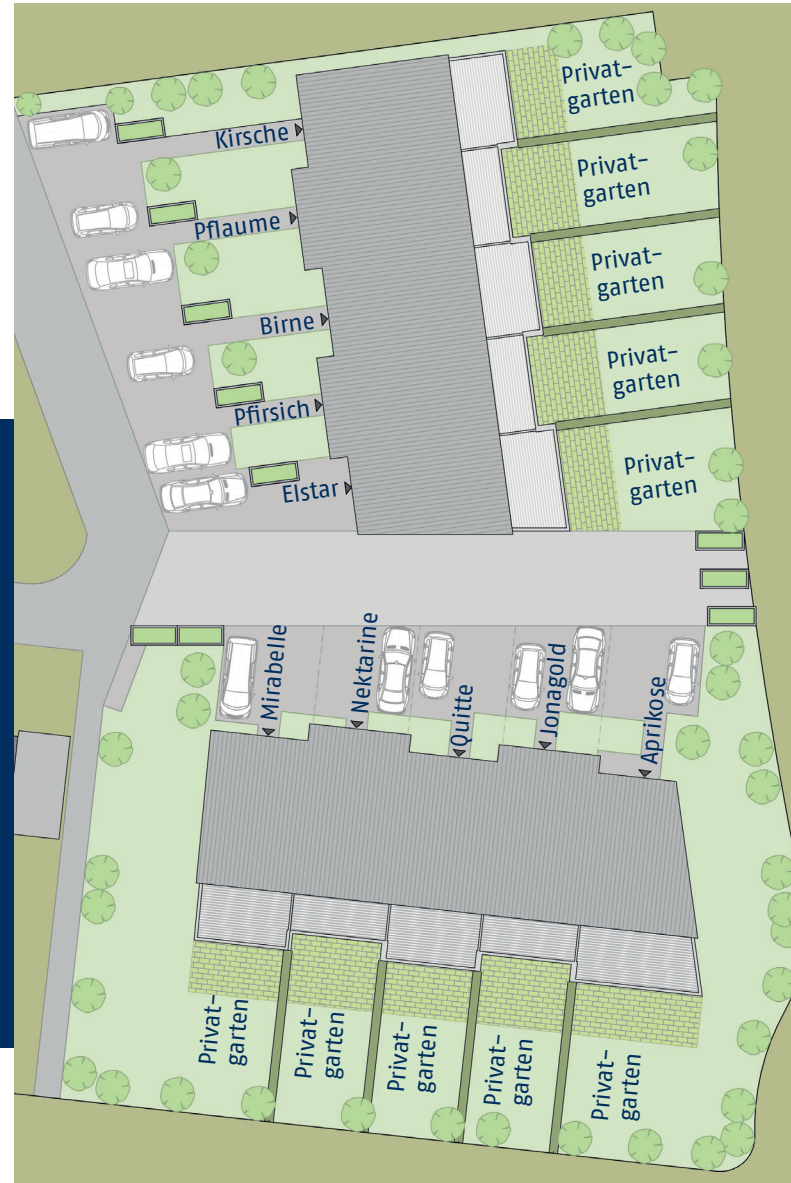 Kirsche
Privat-
garten
Pflaume
Privat-
garten
Birne
Privat-
garten
Pfirsich
Privat-
garten
Elstar
Privat-
garten
Mirabelle
Nektarine
Quitte
Jonagold
Aprikose
Privat-
garten
Privat-
garten
Privat-
garten
Privat-
garten
Privat-
garten